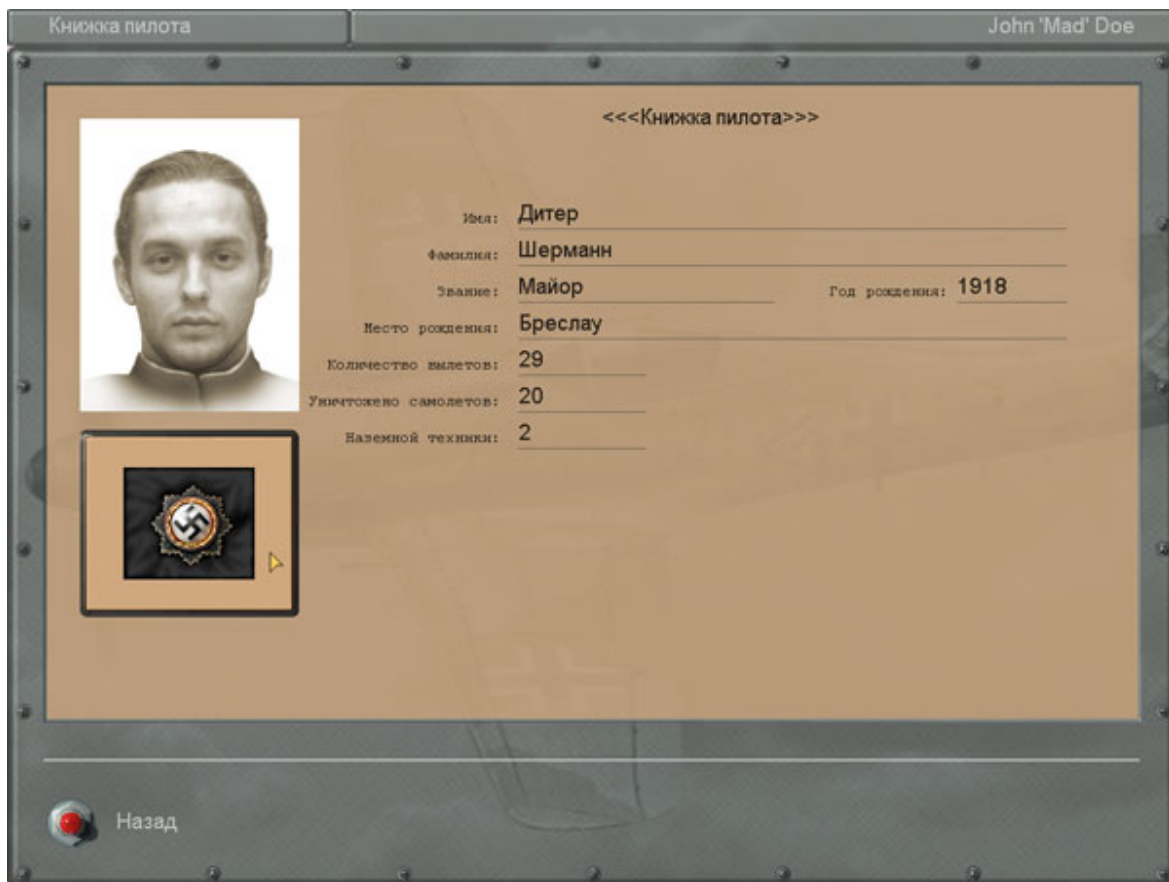 Книжка пилота
John 'Mad' Doe
<<<Книжка пилота>>>
Имя: Дитер
Фамилия: Шерманн
Звание: Майор Год рождения: 1918
Место рождения: Бреслау
Количество вылетов: 29
Уничтожено самолетов: 20
Наземной техники: 2
Назад